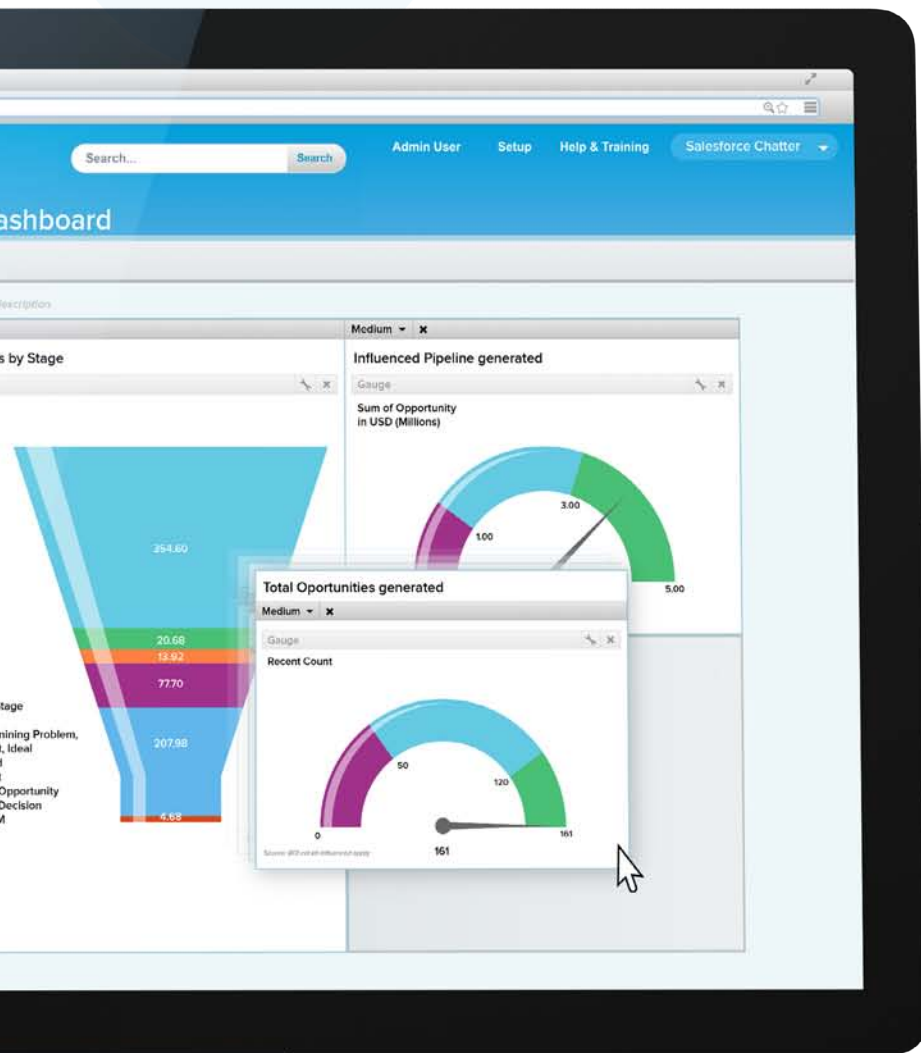 Search...
Search
Admin User
Setup
Help & Training
Salesforce Chatter
ashboard
description
s by Stage
Medium
Influenced Pipeline generated
Gauge
Sum of Opportunity
in USD (Millions)
1.00
3.00
5.00
254.60
20.68
13.92
77.70
207.98
4.68
tage
mining Problem,
t, Ideal
d
t
Opportunity
Decision
M
Total Oportunities generated
Medium
Gauge
Recent Count
0
50
120
161
161